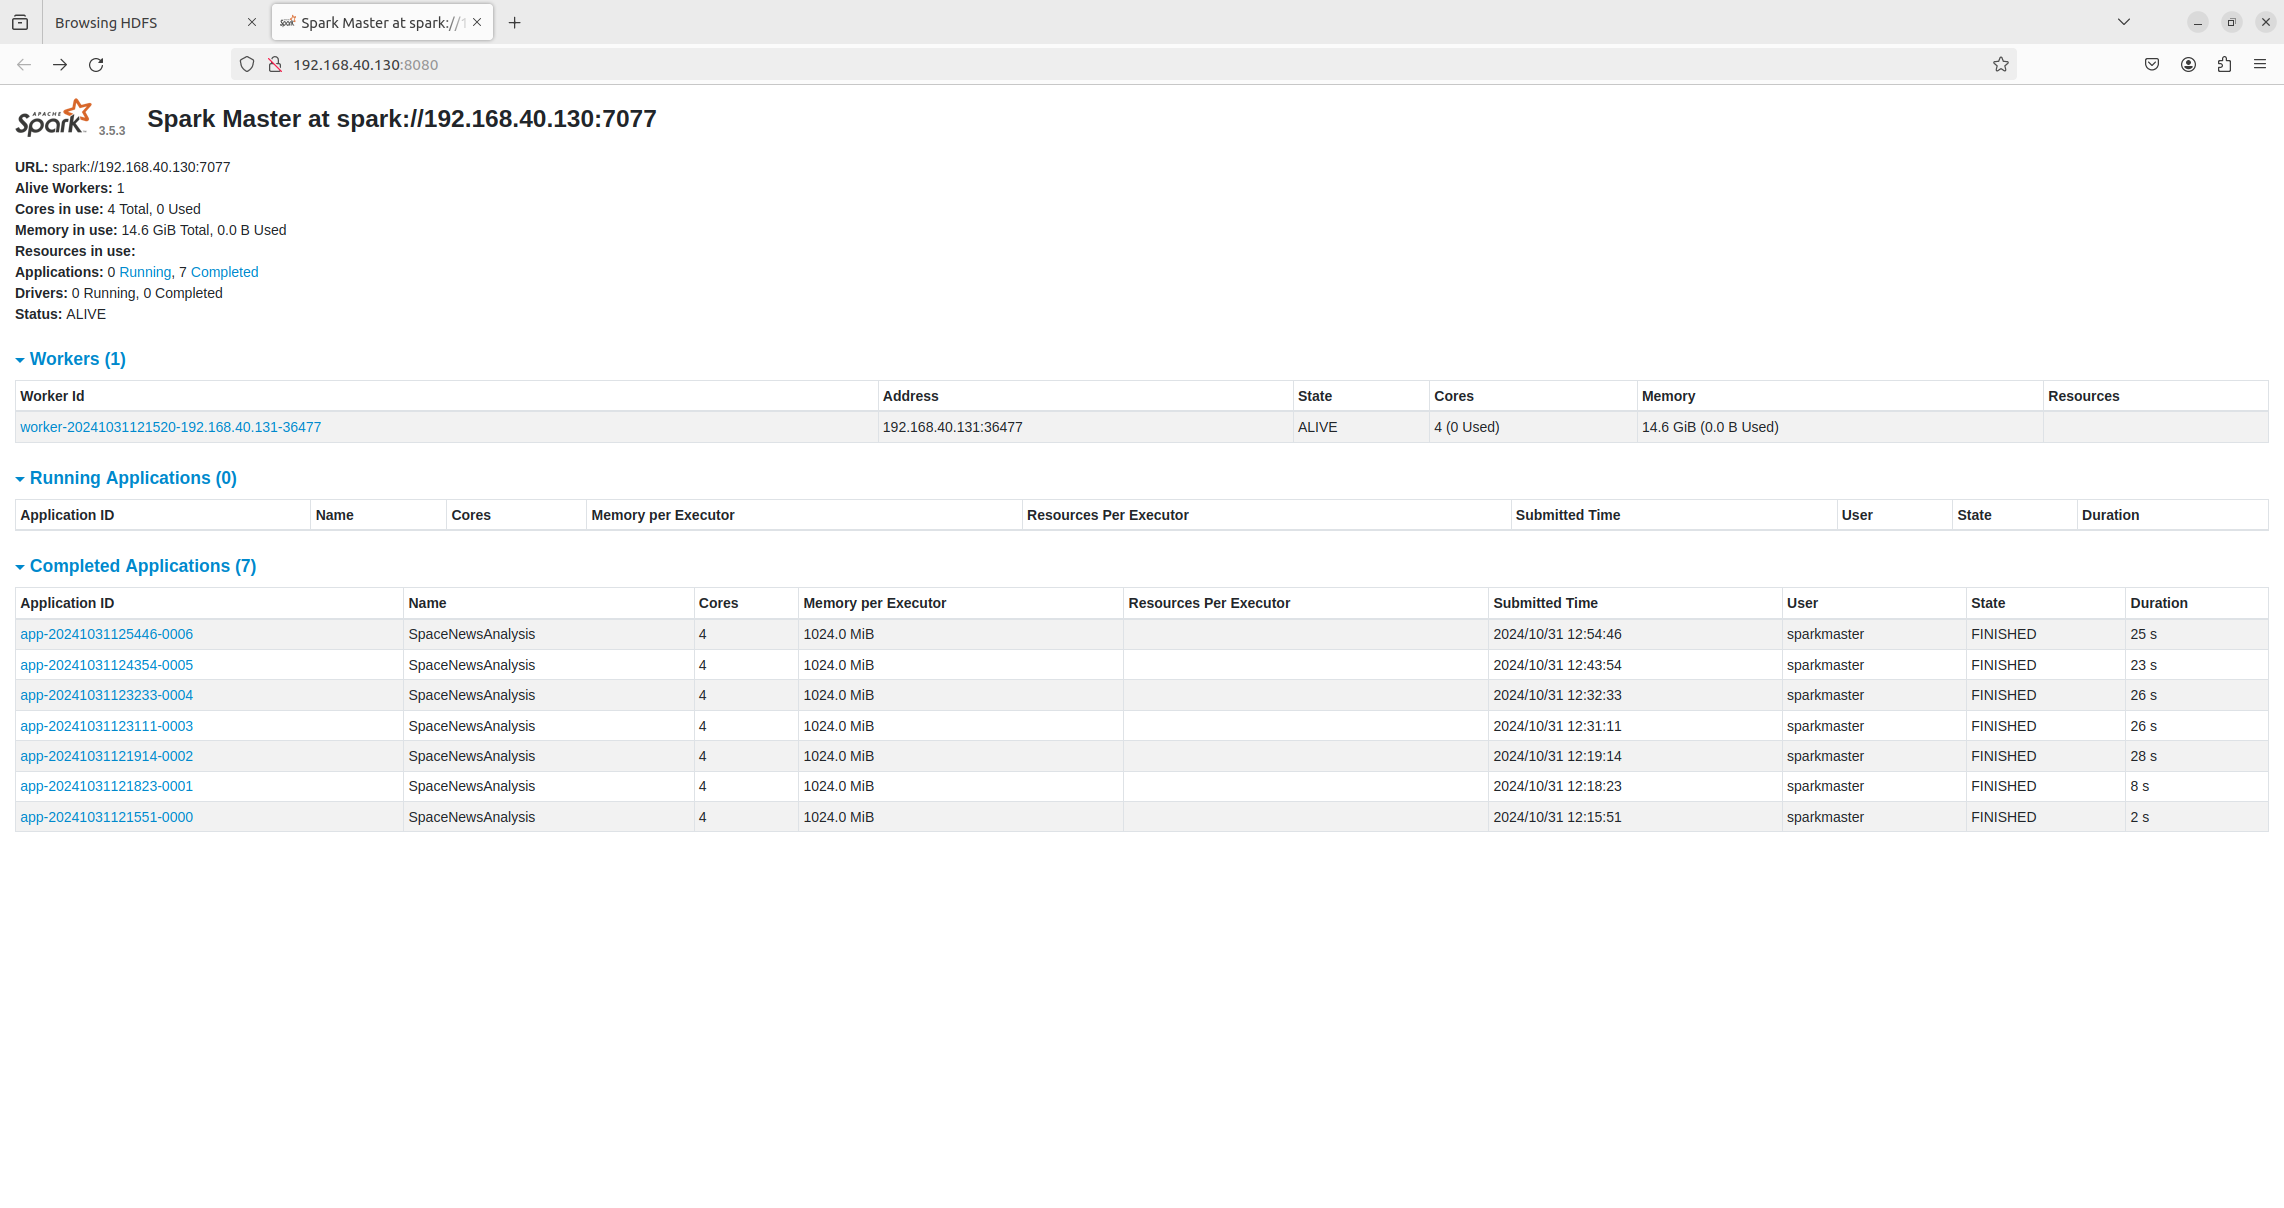 Browsing HDFS
Spark Master at spark://1
192.168.40.130:8080
APACHE Spark 3.5.3 Spark Master at spark://192.168.40.130:7077
URL: spark://192.168.40.130:7077
Alive Workers: 1
Cores in use: 4 Total, 0 Used
Memory in use: 14.6 GiB Total, 0.0 B Used
Resources in use:
Applications: 0 Running, 7 Completed
Drivers: 0 Running, 0 Completed
Status: ALIVE
Workers (1)
Worker Id Address State Cores Memory Resources
worker-20241031121520-192.168.40.131-36477 192.168.40.131:36477 ALIVE 4 (0 Used) 14.6 GiB (0.0 B Used)
Running Applications (0)
Application ID Name Cores Memory per Executor Resources Per Executor Submitted Time User State Duration
Completed Applications (7)
Application ID Name Cores Memory per Executor Resources Per Executor Submitted Time User State Duration
app-20241031125446-0006 SpaceNewsAnalysis 4 1024.0 MiB 2024/10/31 12:54:46 sparkmaster FINISHED 25 s
app-20241031124354-0005 SpaceNewsAnalysis 4 1024.0 MiB 2024/10/31 12:43:54 sparkmaster FINISHED 23 s
app-20241031123233-0004 SpaceNewsAnalysis 4 1024.0 MiB 2024/10/31 12:32:33 sparkmaster FINISHED 26 s
app-20241031123111-0003 SpaceNewsAnalysis 4 1024.0 MiB 2024/10/31 12:31:11 sparkmaster FINISHED 26 s
app-20241031121914-0002 SpaceNewsAnalysis 4 1024.0 MiB 2024/10/31 12:19:14 sparkmaster FINISHED 28 s
app-20241031121823-0001 SpaceNewsAnalysis 4 1024.0 MiB 2024/10/31 12:18:23 sparkmaster FINISHED 8 s
app-20241031121551-0000 SpaceNewsAnalysis 4 1024.0 MiB 2024/10/31 12:15:51 sparkmaster FINISHED 2 s